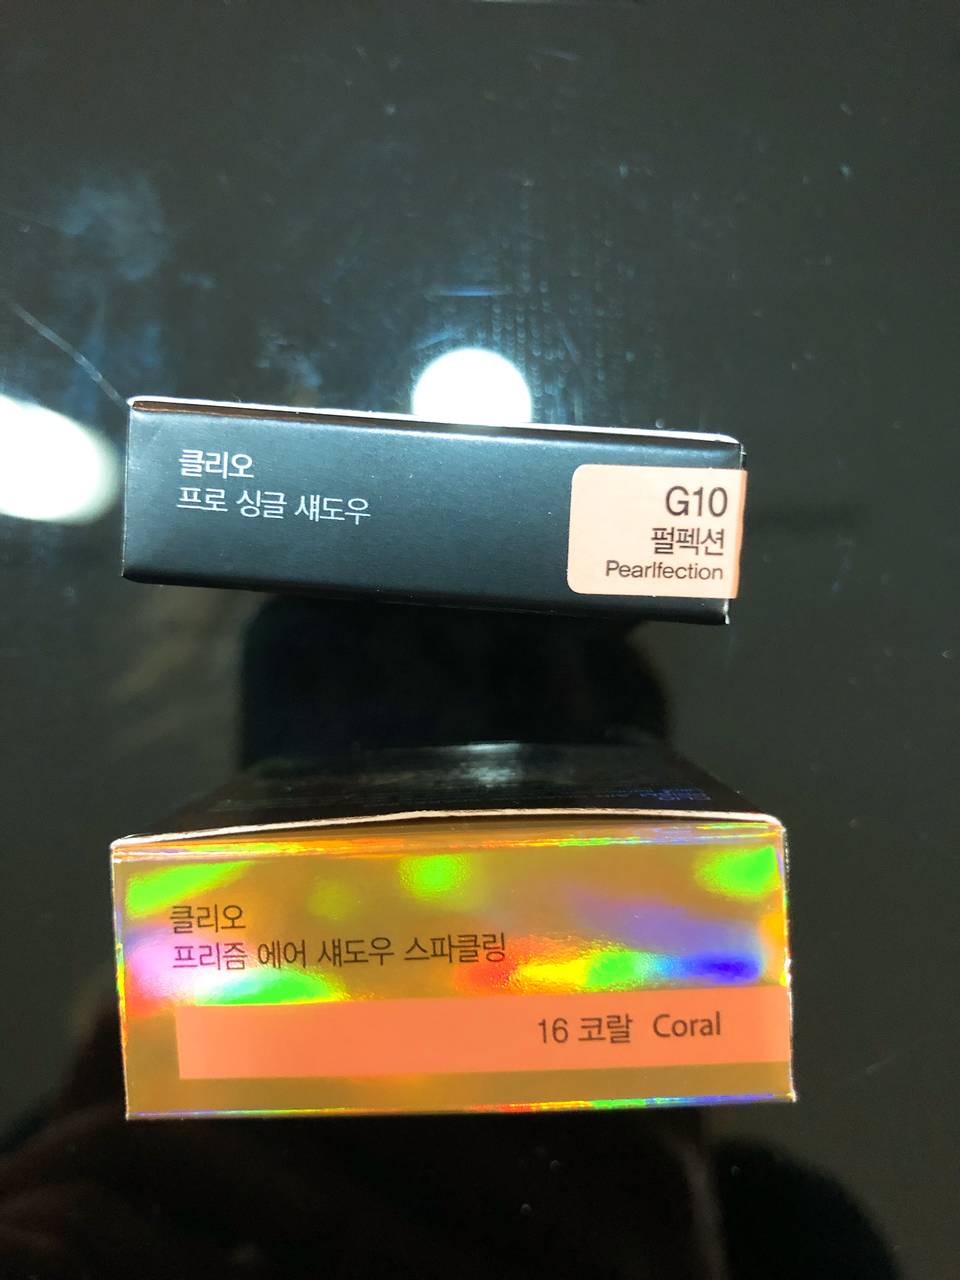 클리오
프로 싱글 섀도우
G10
펄펙션
Pearlfection
클리오
프리즘 에어 섀도우 스파클링
16 코랄 Coral